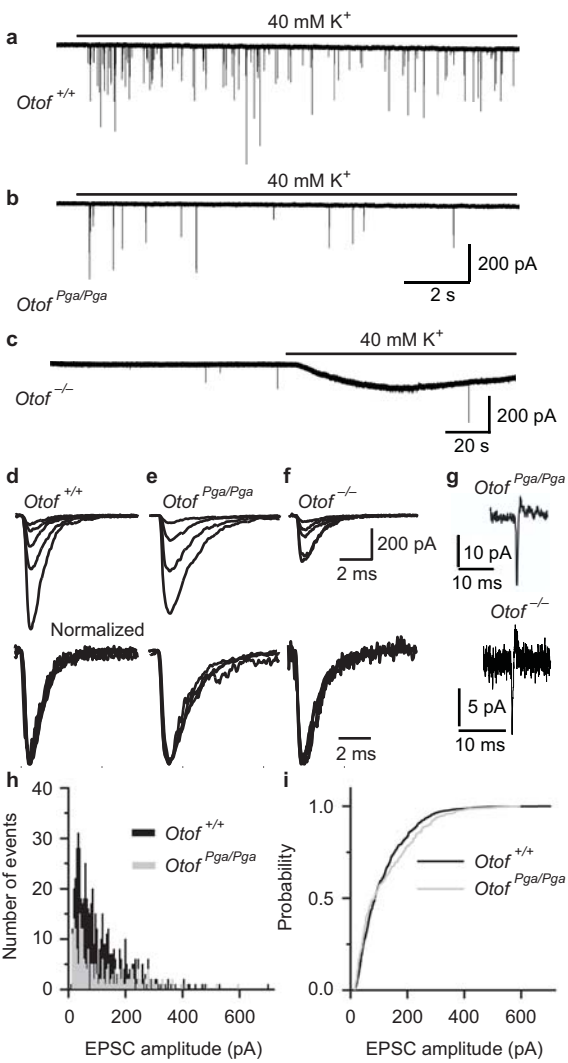 a
40 mM K+
Otof +/+
b
40 mM K+
Otof Pga/Pga
200 pA
2 s
c
40 mM K+
Otof –/–
200 pA
20 s
d
Otof +/+
e
Otof Pga/Pga
f
Otof –/–
200 pA
2 ms
g
Otof Pga/Pga
10 pA
10 ms
Otof –/–
5 pA
10 ms
Normalized
2 ms
h
40
30
20
10
0
Number of events
Otof +/+
Otof Pga/Pga
0 200 400 600
EPSC amplitude (pA)
i
1.0
0.5
0.0
Probability
Otof +/+
Otof Pga/Pga
0 200 400 600
EPSC amplitude (pA)